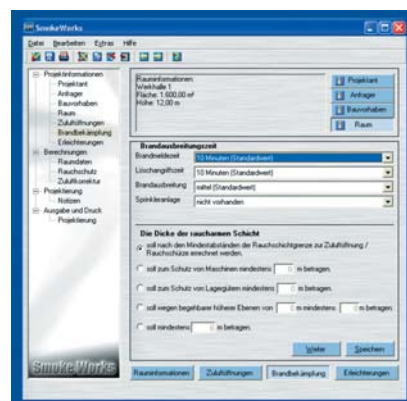 SmokeWorks
Datei Bearbeiten Extras Hilfe
Projektinformationen
Projektant
Antrager
Bauvorhaben
Raum
Zuluftöffnungen
Brandbekämpfung
Erleichterungen
Berechnungen
Raumdaten
Rauchschutz
Zuluftkorrektur
Projektierung
Notizen
Ausgabe und Druck
Projektierung
Smoke Works
Rauminformationen
Werkhalle 1
Fläche: 1.600,00 m²
Höhe: 12,00 m
Projektant
Antrager
Bauvorhaben
Raum
Brandausbreitungszeit
Brandmeldezeit 10 Minuten (Standardwert)
Löschangriffszeit 10 Minuten (Standardwert)
Brandausbreitung mittel (Standardwert)
Sprinkleranlage nicht vorhanden
Die Dicke der raucharmen Schicht
soll nach den Mindestabständen der Rauchschichtgrenze zur Zuluftöffnung /
Rauchschürze errechnet werden.
soll zum Schutz von Maschinen mindestens m betragen.
soll zum Schutz von Lagergütern mindestens m betragen.
soll wegen begehbarer höherer Ebenen von m mindestens m betragen.
soll mindestens m betragen.
Weiter Speichern
Rauminformationen Zuluftöffnungen Brandbekämpfung Erleichterungen